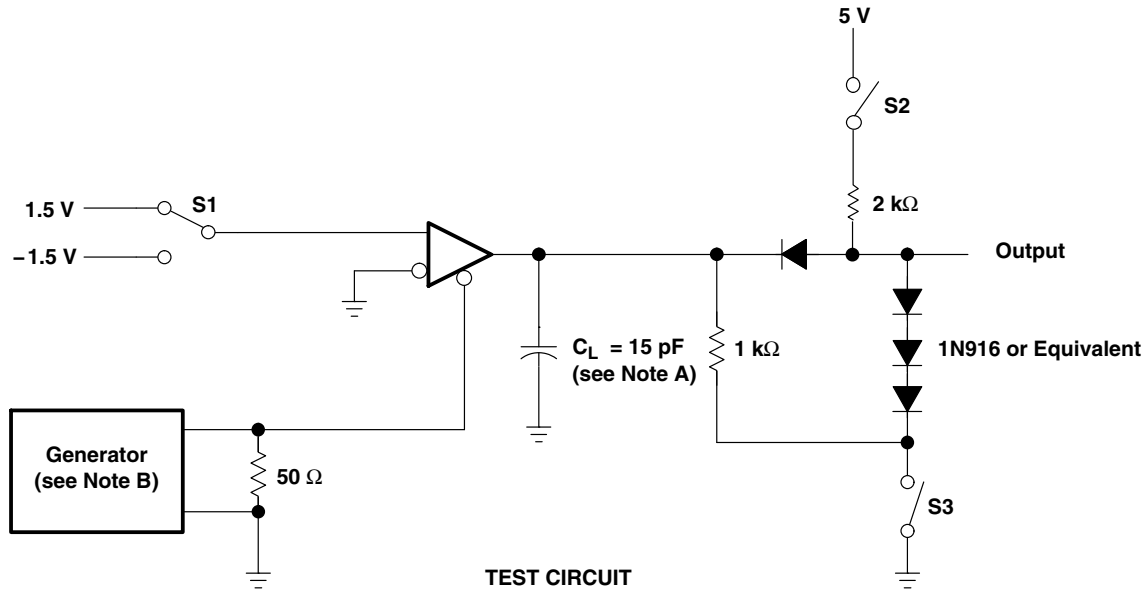 5 V
S2
1.5 V
S1
2 kΩ
−1.5 V
Output
CL = 15 pF
(see Note A)
1 kΩ
1N916 or Equivalent
Generator
(see Note B)
50 Ω
S3
TEST CIRCUIT